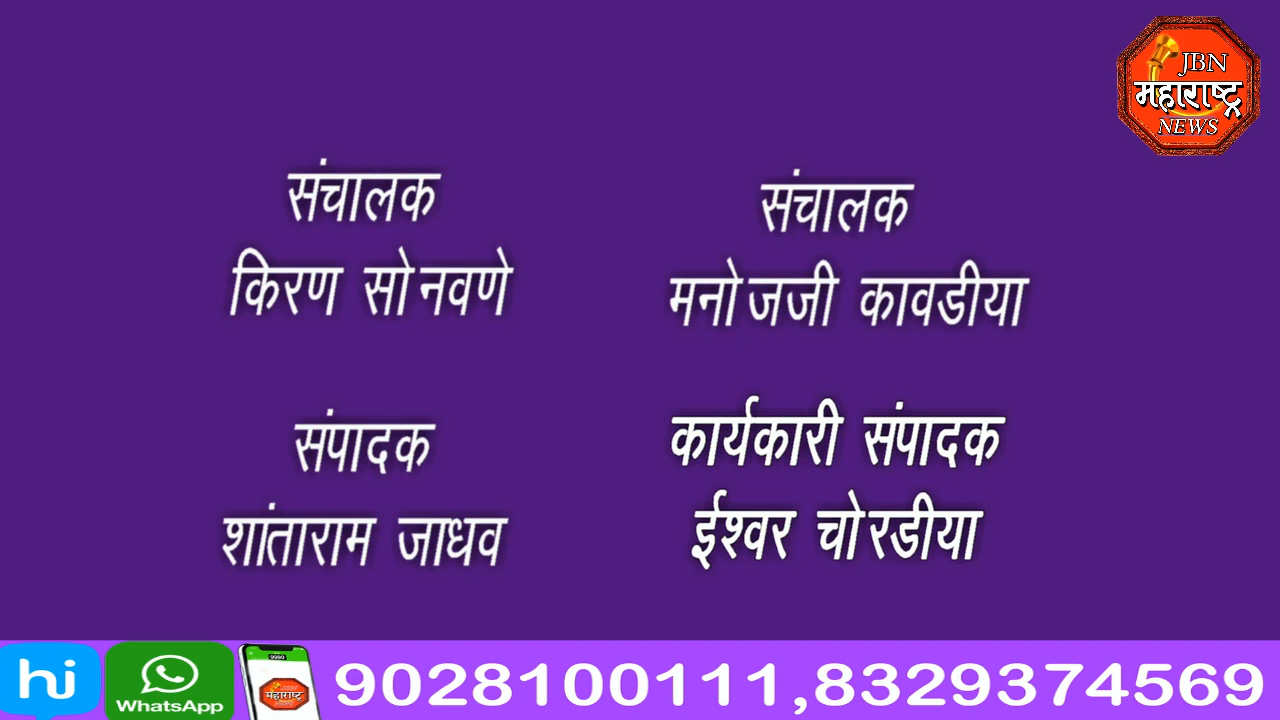 JBN
महाराष्ट्र
NEWS
संचालक
किरण सोनवणे
संचालक
मनोजजी कावडीया
संपादक
शांताराम जाधव
कार्यकारी संपादक
ईश्वर चोरडीया
hi
WhatsApp
महाराष्ट्र
9028100111,8329374569